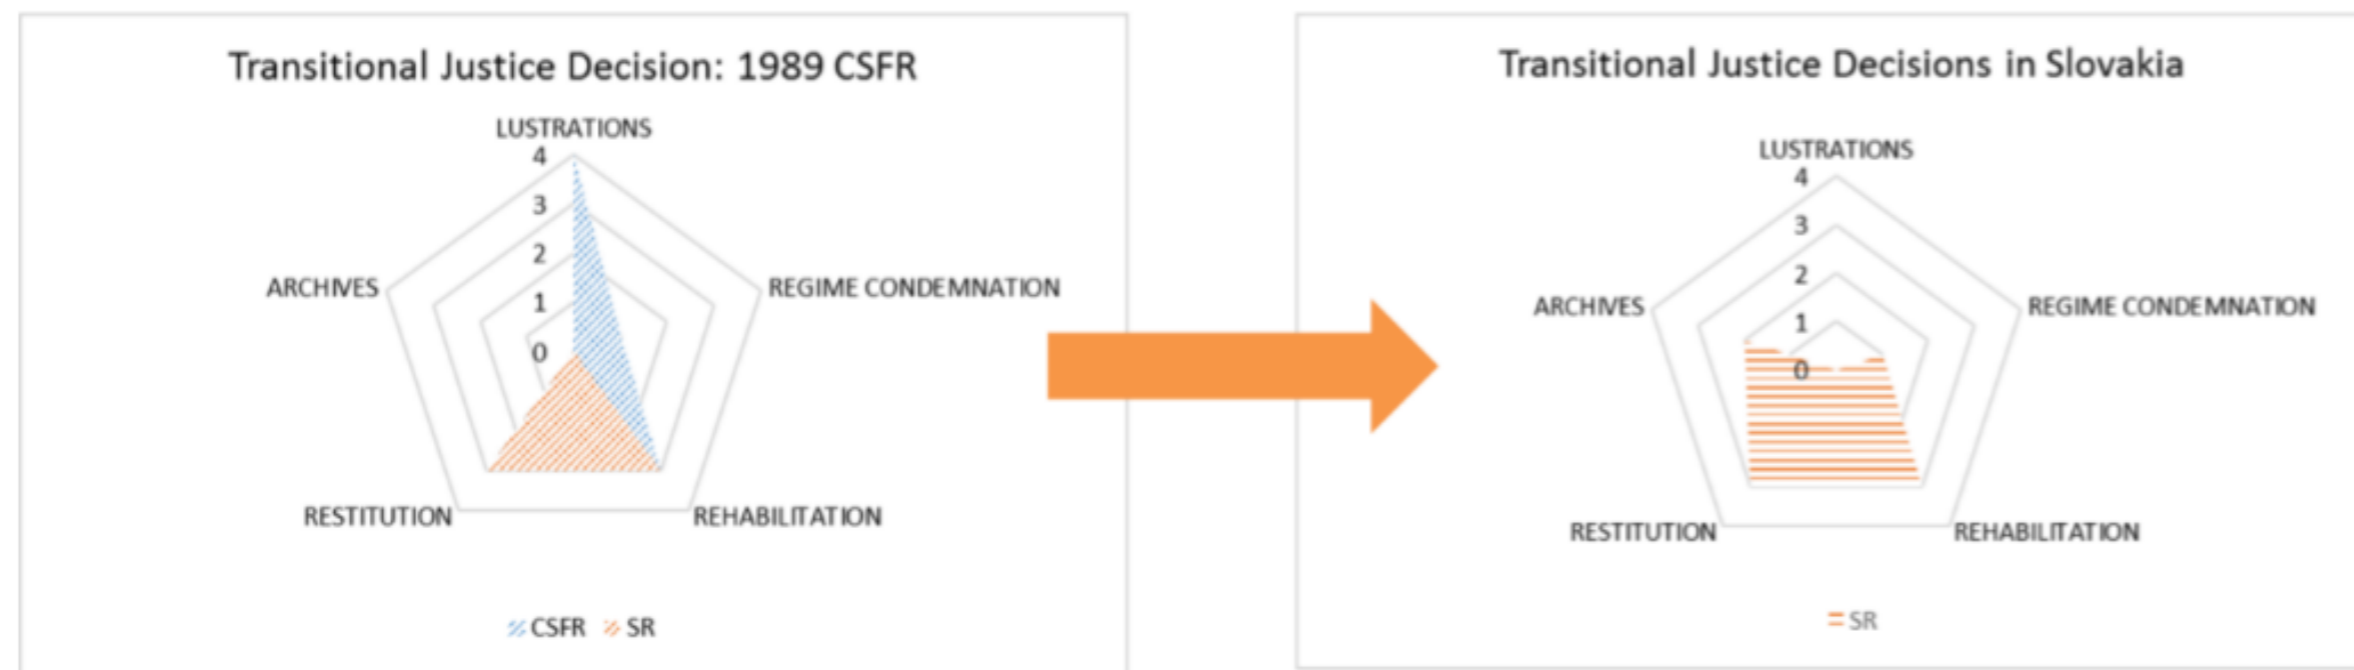 Transitional Justice Decision: 1989 CSFR
LUSTRATIONS
4
3
2
1
0
ARCHIVES
REGIME CONDEMNATION
RESTITUTION
REHABILITATION
CSFR SR
Transitional Justice Decisions in Slovakia
LUSTRATIONS
4
3
2
1
0
ARCHIVES
REGIME CONDEMNATION
RESTITUTION
REHABILITATION
SR